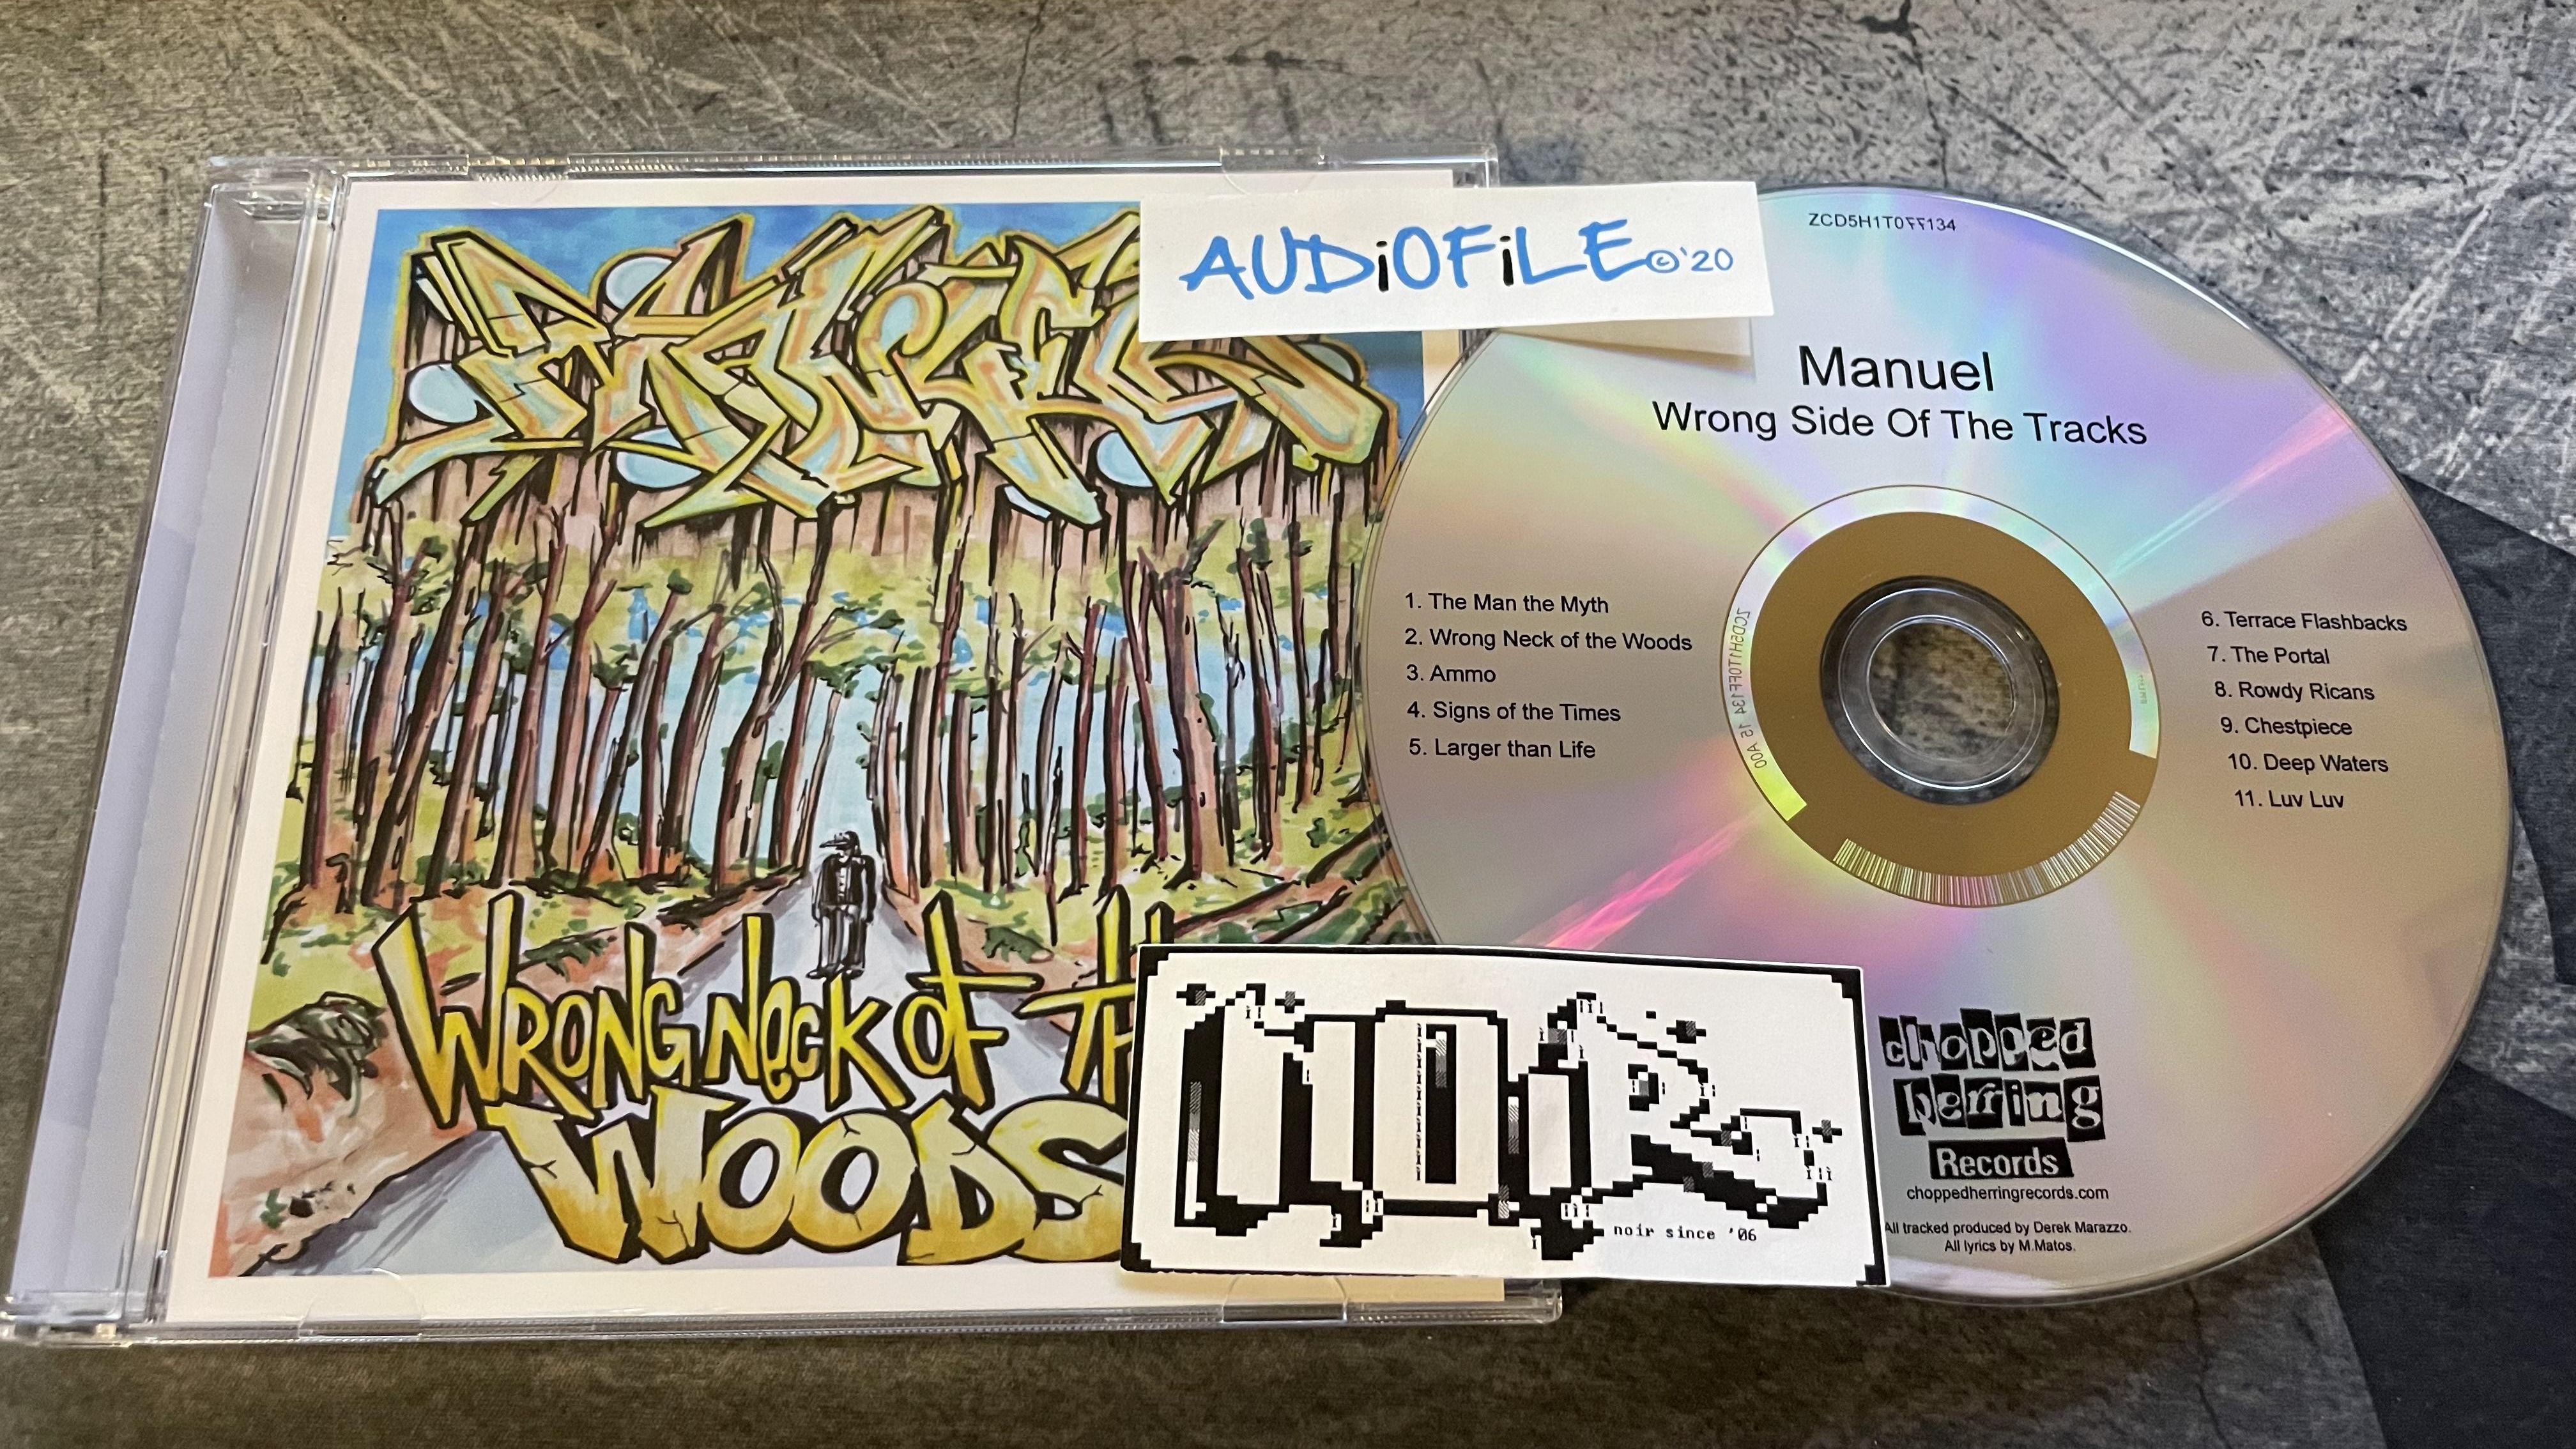 MANUEL
WRONG NeCK OF TH
WOODS
AUDiOFiLE ©'20
ZCD5H1T0FF134
Manuel
Wrong Side Of The Tracks
1. The Man the Myth
2. Wrong Neck of the Woods
3. Ammo
4. Signs of the Times
5. Larger than Life
6. Terrace Flashbacks
7. The Portal
8. Rowdy Ricans
9. Chestpiece
10. Deep Waters
11. Luv Luv
ZCD5H1T0FF134
NOiR
noir since '06
chopped
herring
Records
choppedherringrecords.com
All tracked produced by Derek Marazzo.
All lyrics by M.Matos.